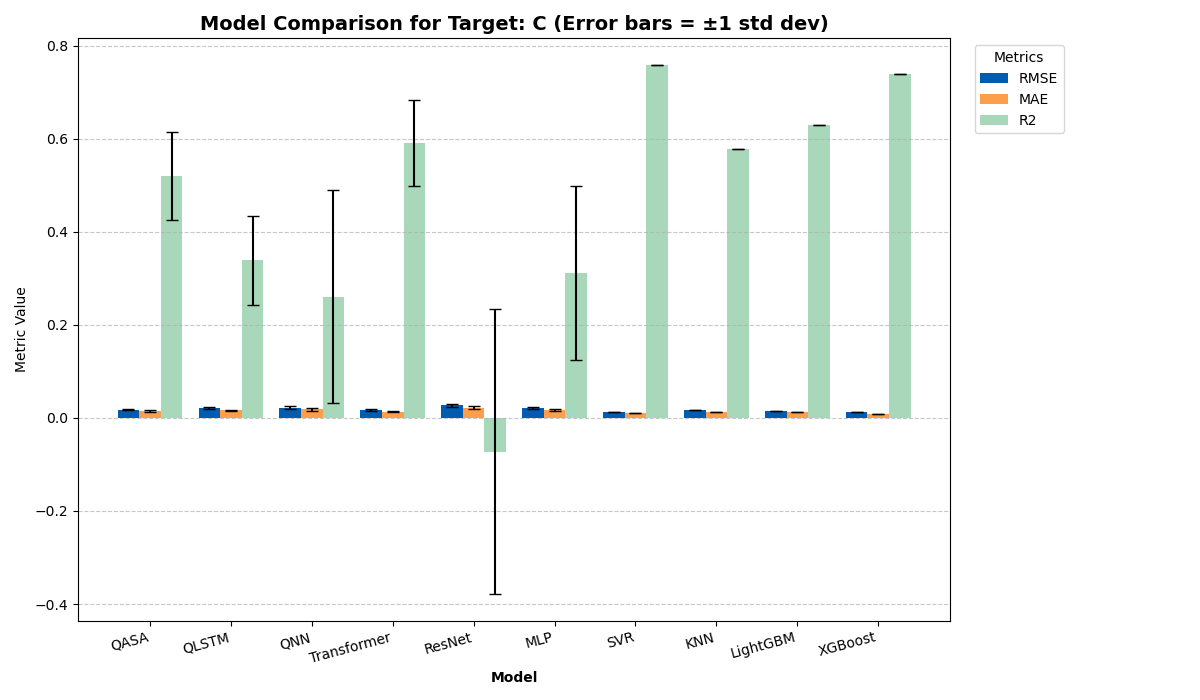 Model Comparison for Target: C (Error bars = ±1 std dev)
Metrics
RMSE
MAE
R2
Metric Value
0.8
0.6
0.4
0.2
0.0
−0.2
−0.4
QASA
QLSTM
QNN
Transformer
ResNet
MLP
SVR
KNN
LightGBM
XGBoost
Model